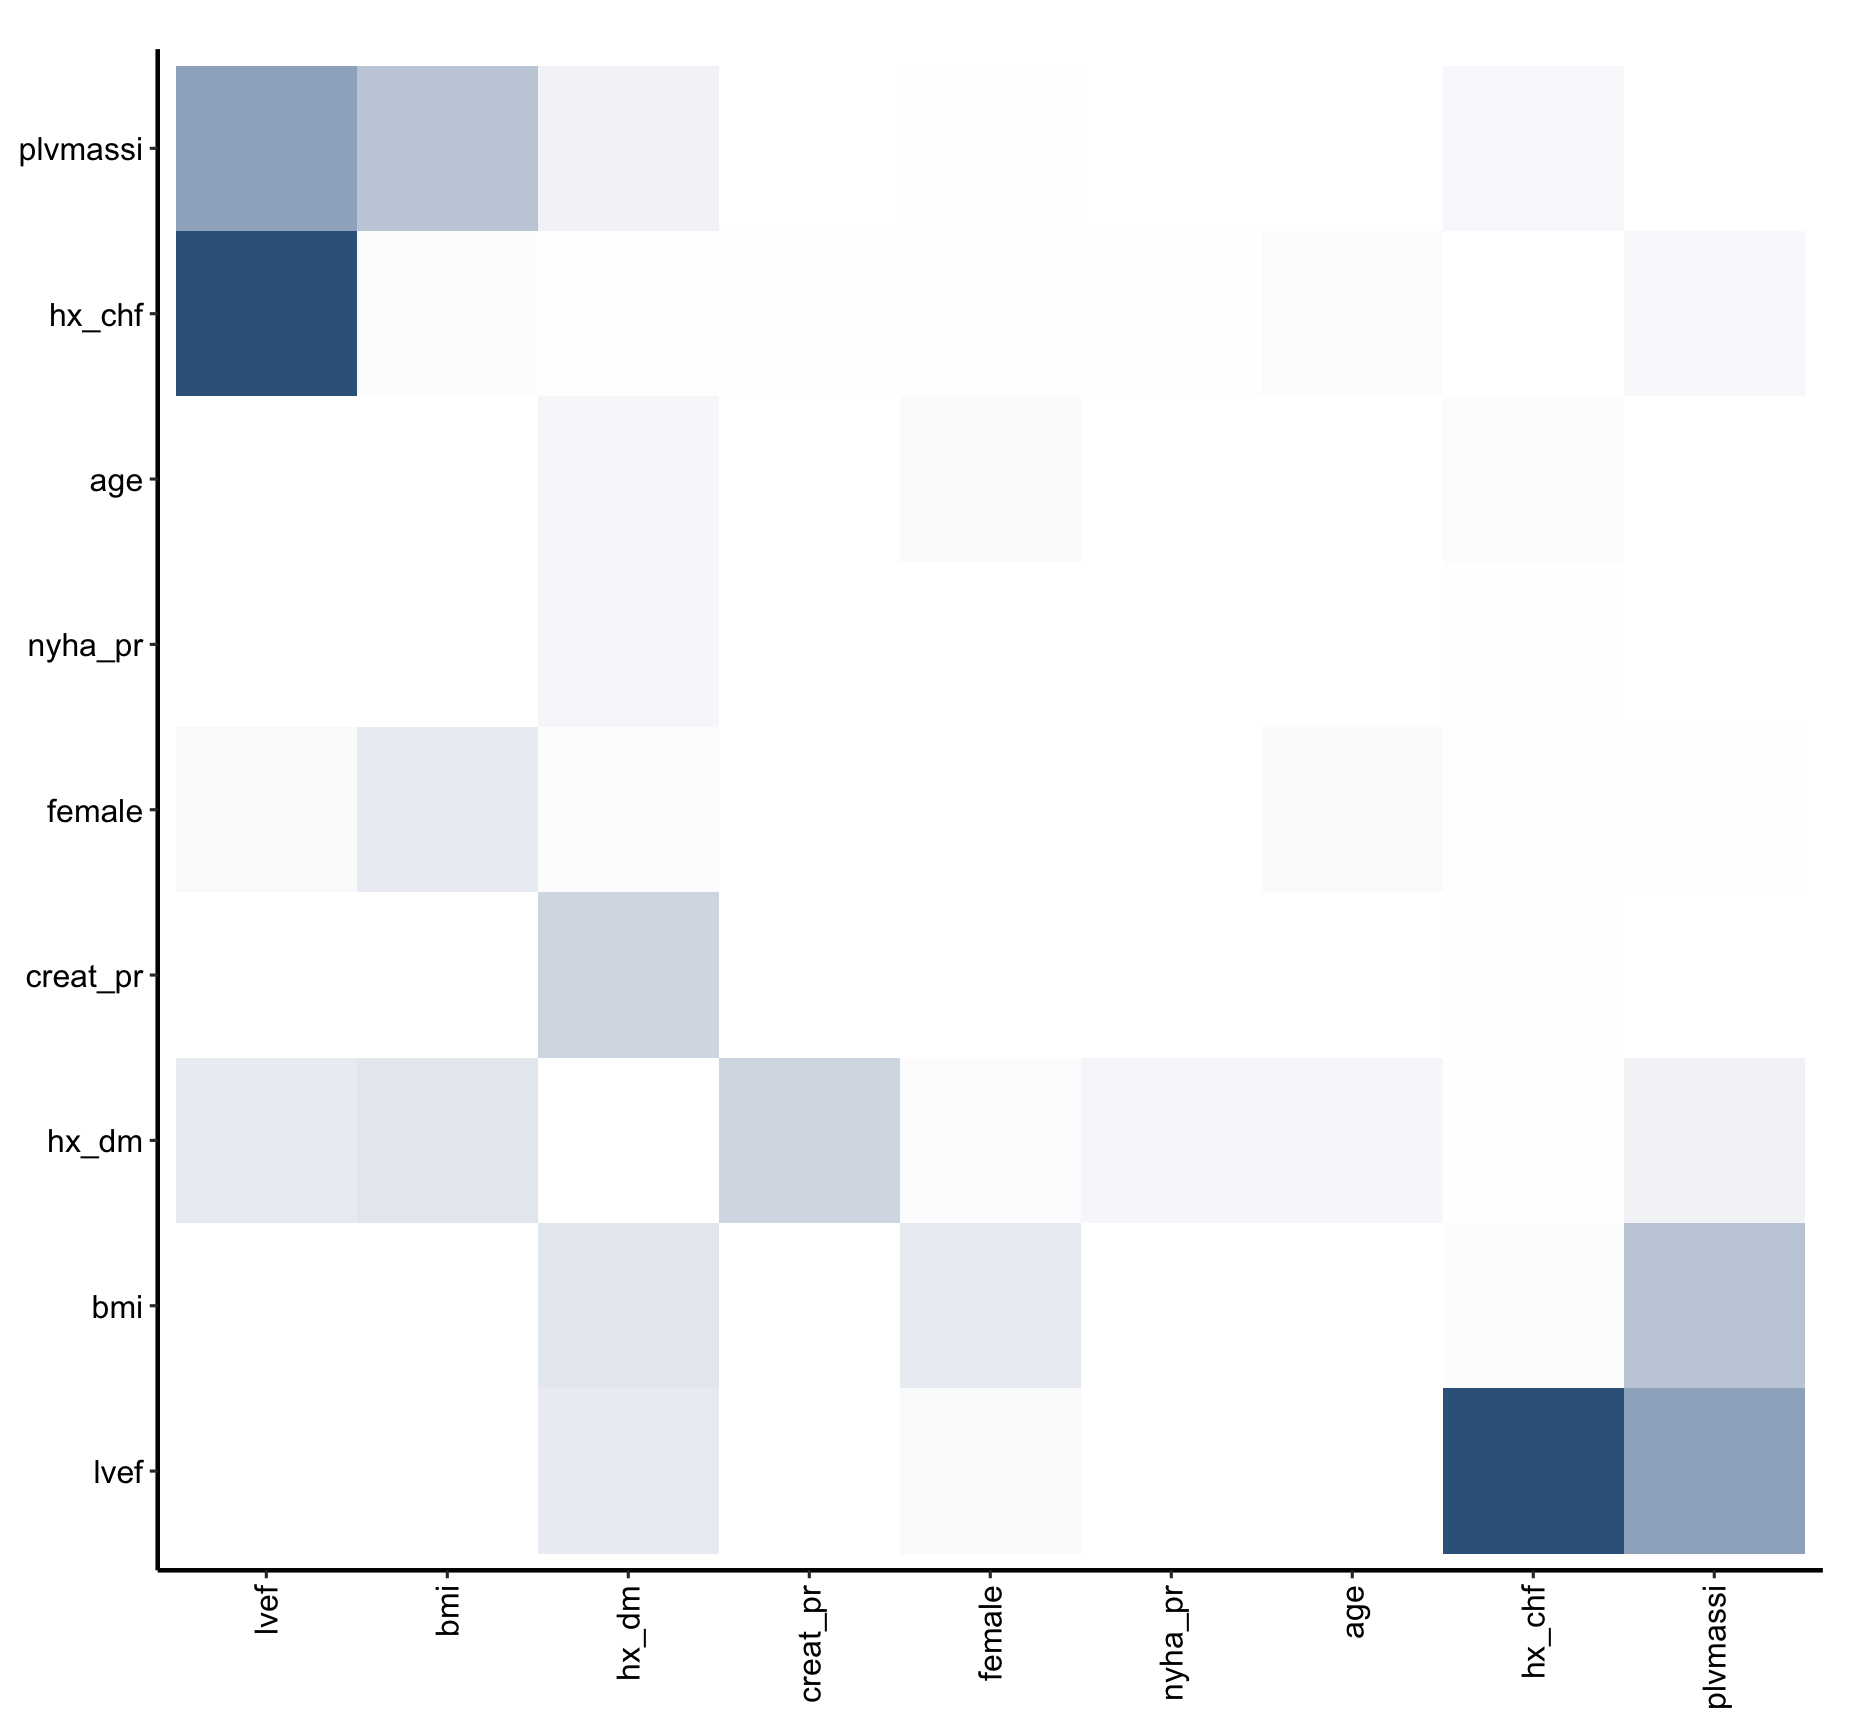 plvmassi
hx_chf
age
nyha_pr
female
creat_pr
hx_dm
bmi
lvef
lvef
bmi
hx_dm
creat_pr
female
nyha_pr
age
hx_chf
plvmassi